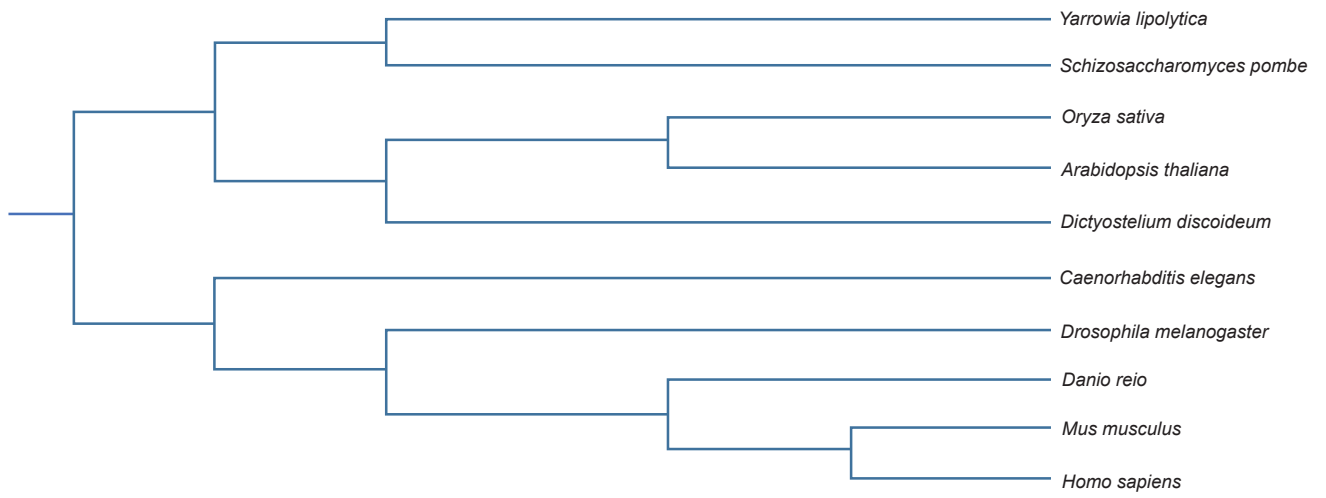 Yarrowia lipolytica
Schizosaccharomyces pombe
Oryza sativa
Arabidopsis thaliana
Dictyostelium discoideum
Caenorhabditis elegans
Drosophila melanogaster
Danio reio
Mus musculus
Homo sapiens